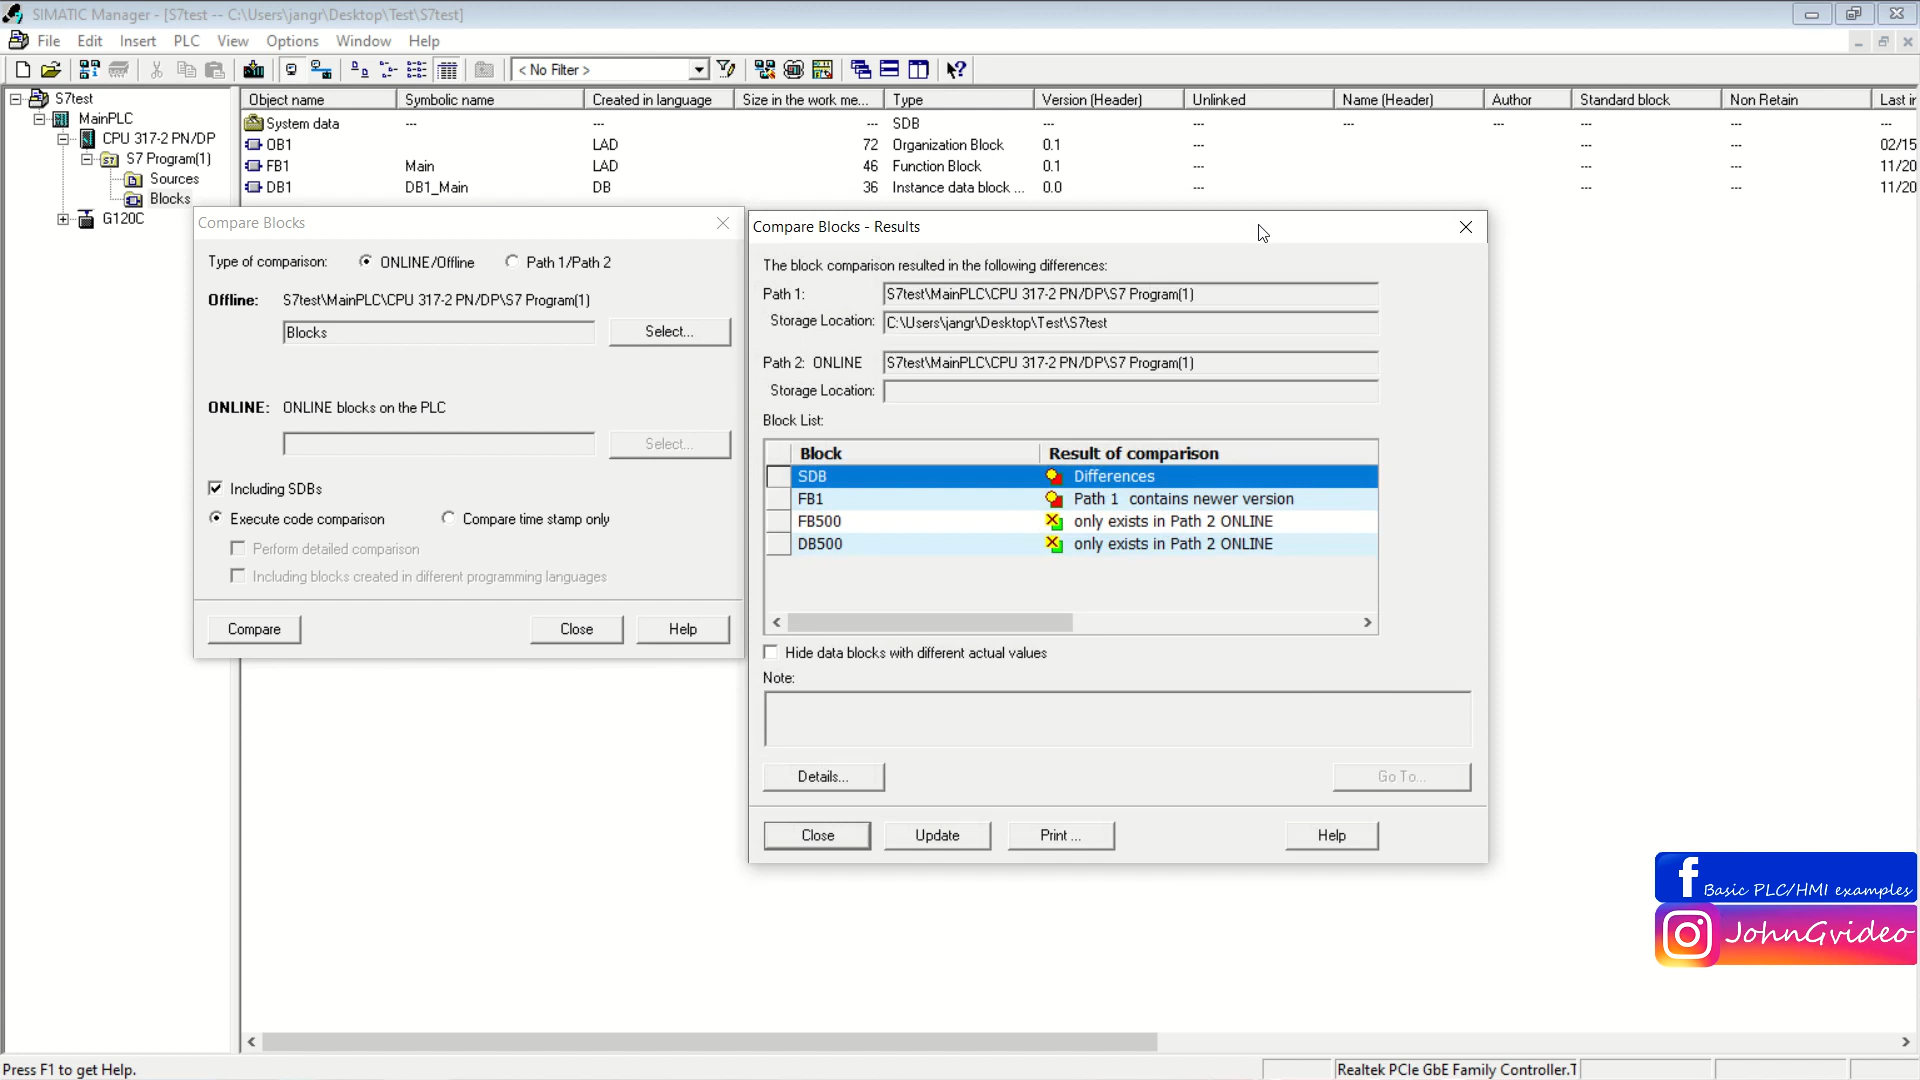 SIMATIC Manager - [S7test -- C:\Users\jangr\Desktop\Test\S7test]
File Edit Insert PLC View Options Window Help
< No Filter >
S7test
MainPLC
CPU 317-2 PN/DP
S7 Program(1)
Sources
Blocks
G120C
Object name Symbolic name Created in language Size in the work me... Type Version (Header) Unlinked Name (Header) Author Standard block Non Retain Last in
System data --- --- --- SDB --- --- --- --- --- --- ---
OB1 LAD 72 Organization Block 0.1 --- --- --- 02/15
FB1 Main LAD 46 Function Block 0.1 --- --- --- 11/20
DB1 DB1_Main DB 36 Instance data block ... 0.0 --- --- --- 11/20
Compare Blocks
Type of comparison: ONLINE/Offline Path 1/Path 2
Offline: S7test\MainPLC\CPU 317-2 PN/DP\S7 Program(1)
Blocks Select...
ONLINE: ONLINE blocks on the PLC
Select...
Including SDBs
Execute code comparison Compare time stamp only
Perform detailed comparison
Including blocks created in different programming languages
Compare Close Help
Compare Blocks - Results
The block comparison resulted in the following differences:
Path 1: S7test\MainPLC\CPU 317-2 PN/DP\S7 Program(1)
Storage Location: C:\Users\jangr\Desktop\Test\S7test
Path 2: ONLINE S7test\MainPLC\CPU 317-2 PN/DP\S7 Program(1)
Storage Location:
Block List:
Block Result of comparison
SDB Differences
FB1 Path 1 contains newer version
FB500 only exists in Path 2 ONLINE
DB500 only exists in Path 2 ONLINE
Hide data blocks with different actual values
Note:
Details... Go To...
Close Update Print ... Help
f Basic PLC/HMI examples
JohnGvideo
Press F1 to get Help. Realtek PCIe GbE Family Controller.T